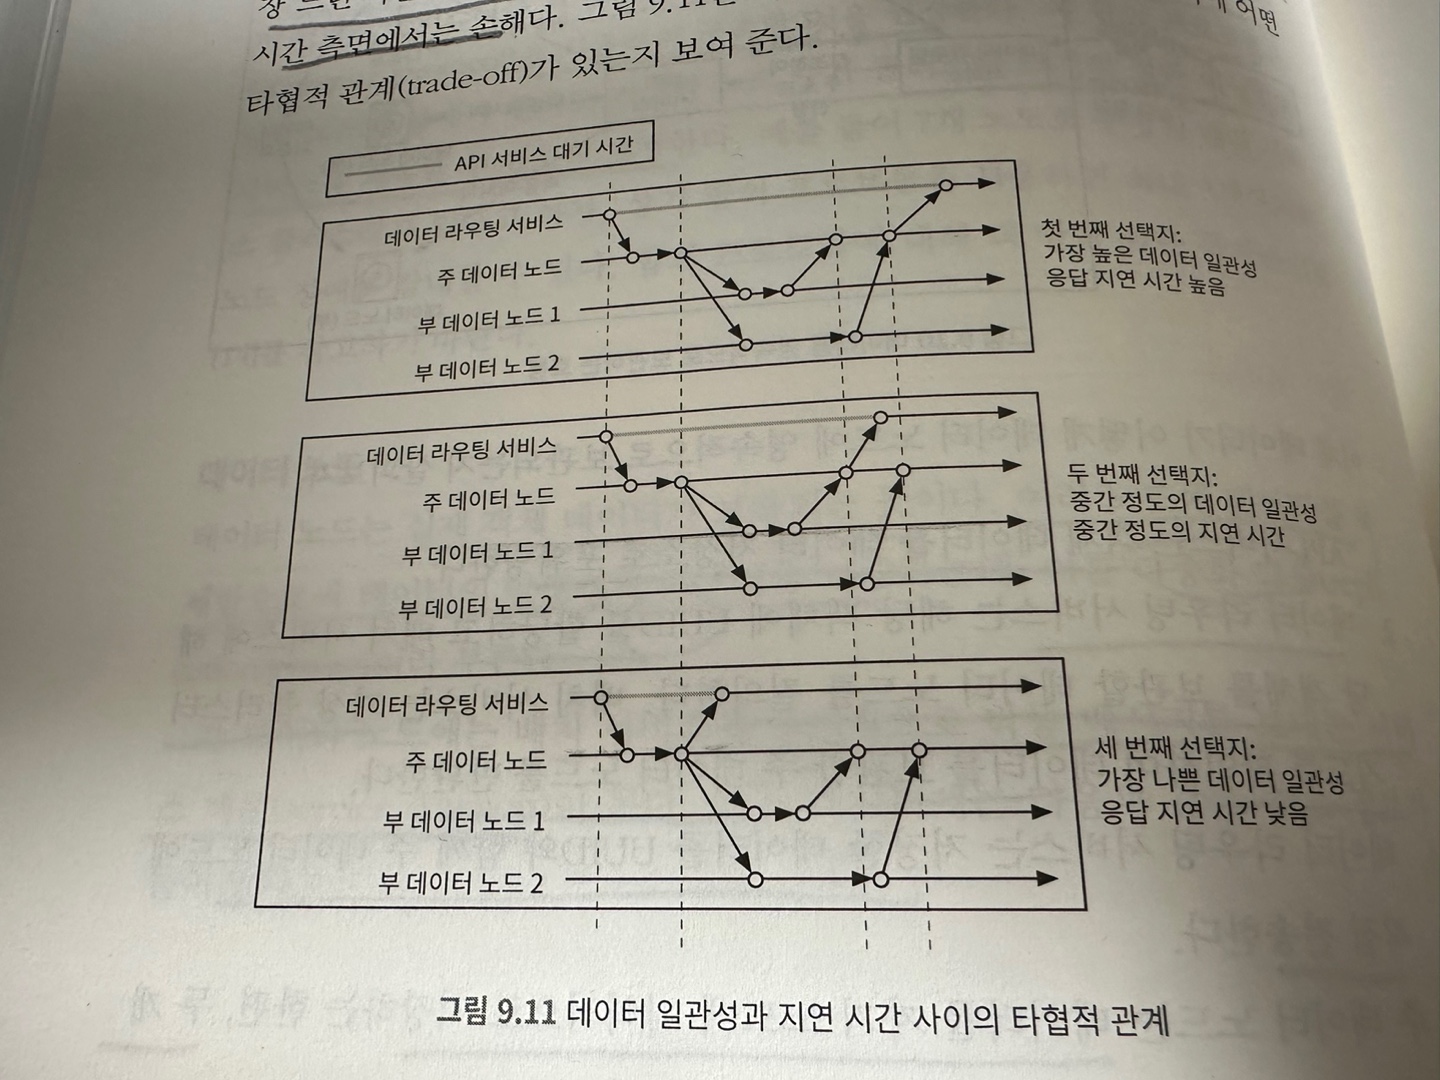 시간 측면에서는 손해다. 그림 9.11은
어떤
타협적 관계(trade-off)가 있는지 보여 준다.
API 서비스 대기 시간
데이터 라우팅 서비스
주 데이터 노드
부 데이터 노드 1
부 데이터 노드 2
첫 번째 선택지:
가장 높은 데이터 일관성
응답 지연 시간 높음
데이터 라우팅 서비스
주 데이터 노드
부 데이터 노드 1
부 데이터 노드 2
두 번째 선택지:
중간 정도의 데이터 일관성
중간 정도의 지연 시간
데이터 라우팅 서비스
주 데이터 노드
부 데이터 노드 1
부 데이터 노드 2
세 번째 선택지:
가장 나쁜 데이터 일관성
응답 지연 시간 낮음
그림 9.11 데이터 일관성과 지연 시간 사이의 타협적 관계